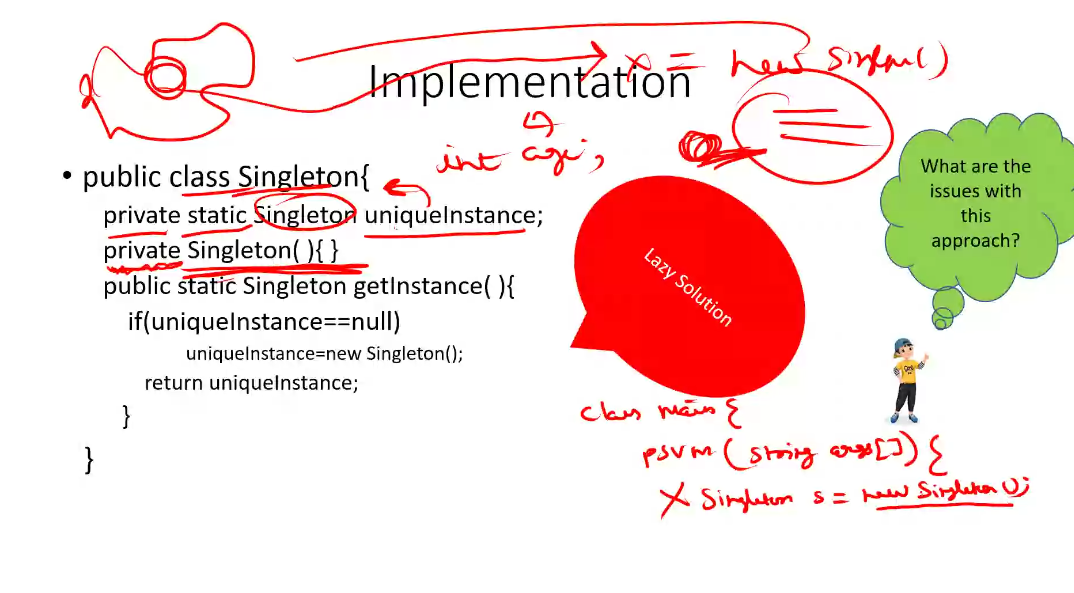 x = new Singleton()
Implementation
int age;
• public class Singleton{
private static Singleton uniqueInstance;
private Singleton( ){ }
public static Singleton getInstance( ){
if(uniqueInstance==null)
uniqueInstance=new Singleton();
return uniqueInstance;
}
}
Lazy Solution
What are the
issues with
this
approach?
class main {
psvm (string args[]) {
X Singleton s = new Singleton();